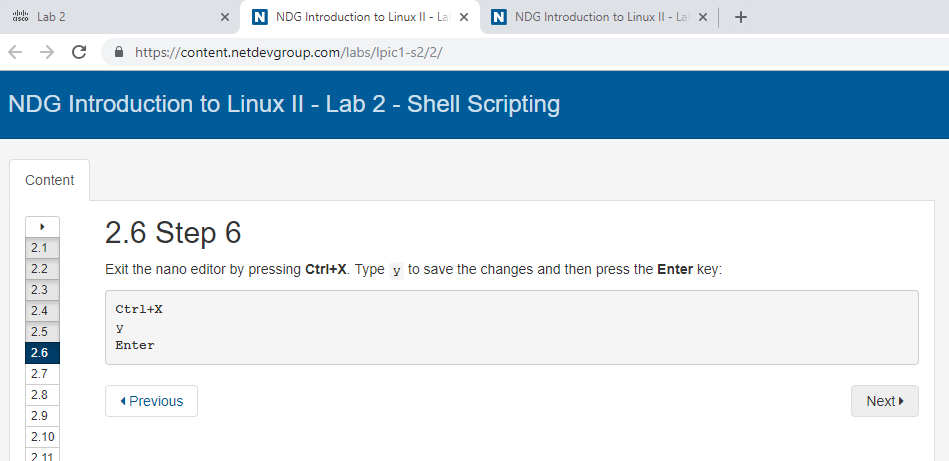 cisco Lab 2
N NDG Introduction to Linux II - La
N NDG Introduction to Linux II - La
https://content.netdevgroup.com/labs/lpic1-s2/2/
NDG Introduction to Linux II - Lab 2 - Shell Scripting
Content
2.1
2.2
2.3
2.4
2.5
2.6
2.7
2.8
2.9
2.10
2.11
2.6 Step 6
Exit the nano editor by pressing Ctrl+X. Type y to save the changes and then press the Enter key:
Ctrl+X
y
Enter
Previous
Next